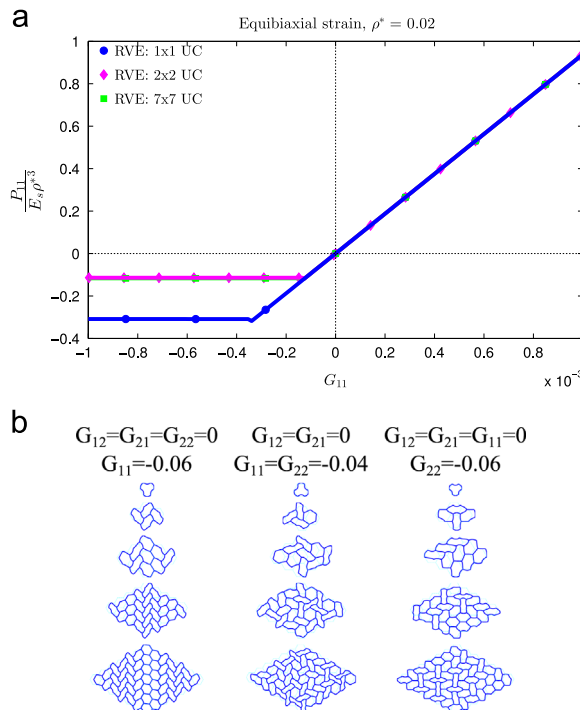 a
Equibiaxial strain, ρ* = 0.02
RVE: 1x1 UC
RVE: 2x2 UC
RVE: 7x7 UC
P₁₁
Eₛρ*³
1
0.8
0.6
0.4
0.2
0
-0.2
-0.4
-1 -0.8 -0.6 -0.4 -0.2 0 0.2 0.4 0.6 0.8 1
x 10⁻³
G₁₁
b
G₁₂=G₂₁=G₂₂=0 G₁₂=G₂₁=0 G₁₂=G₂₁=G₁₁=0
G₁₁=-0.06 G₁₁=G₂₂=-0.04 G₂₂=-0.06